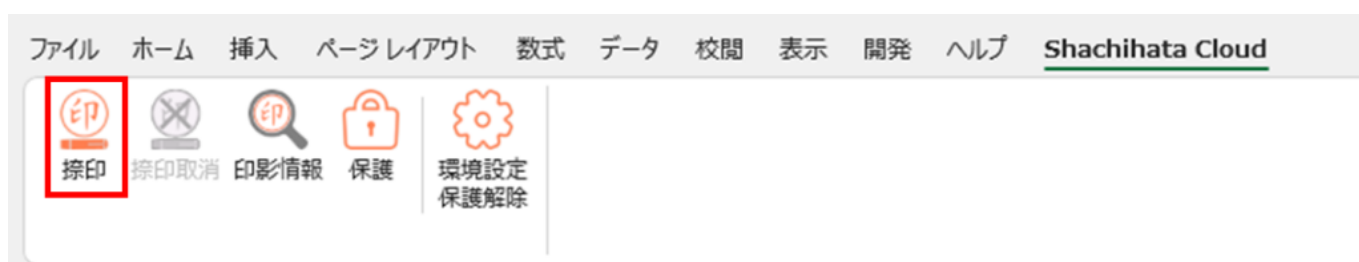 ファイル ホーム 挿入 ページ レイアウト 数式 データ 校閲 表示 開発 ヘルプ Shachihata Cloud
印 印 印
捺印 捺印取消 印影情報 保護 環境設定
保護解除